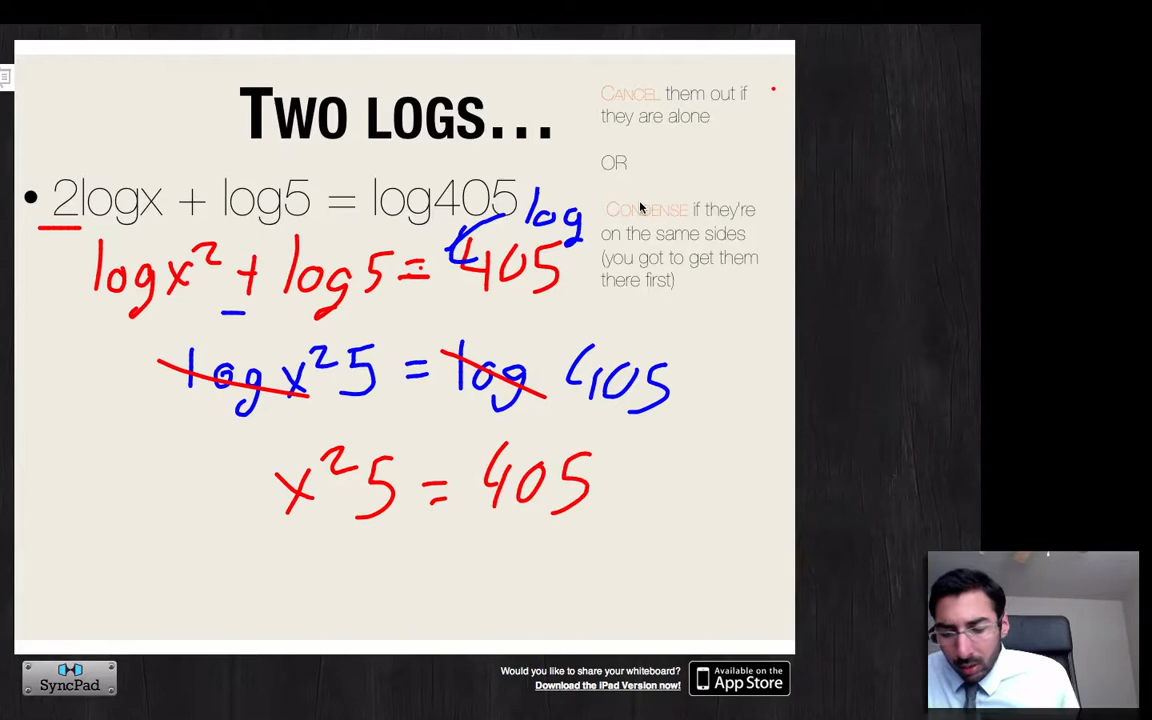 TWO LOGS...
CANCEL them out if
they are alone
OR
CONDENSE if they're
on the same sides
(you got to get them
there first)
• 2logx + log5 = log405
log
logx² + log5 = 405
logx²5 = log 405
x²5 = 405
SyncPad
Would you like to share your whiteboard?
Download the iPad Version now!
Available on the
App Store